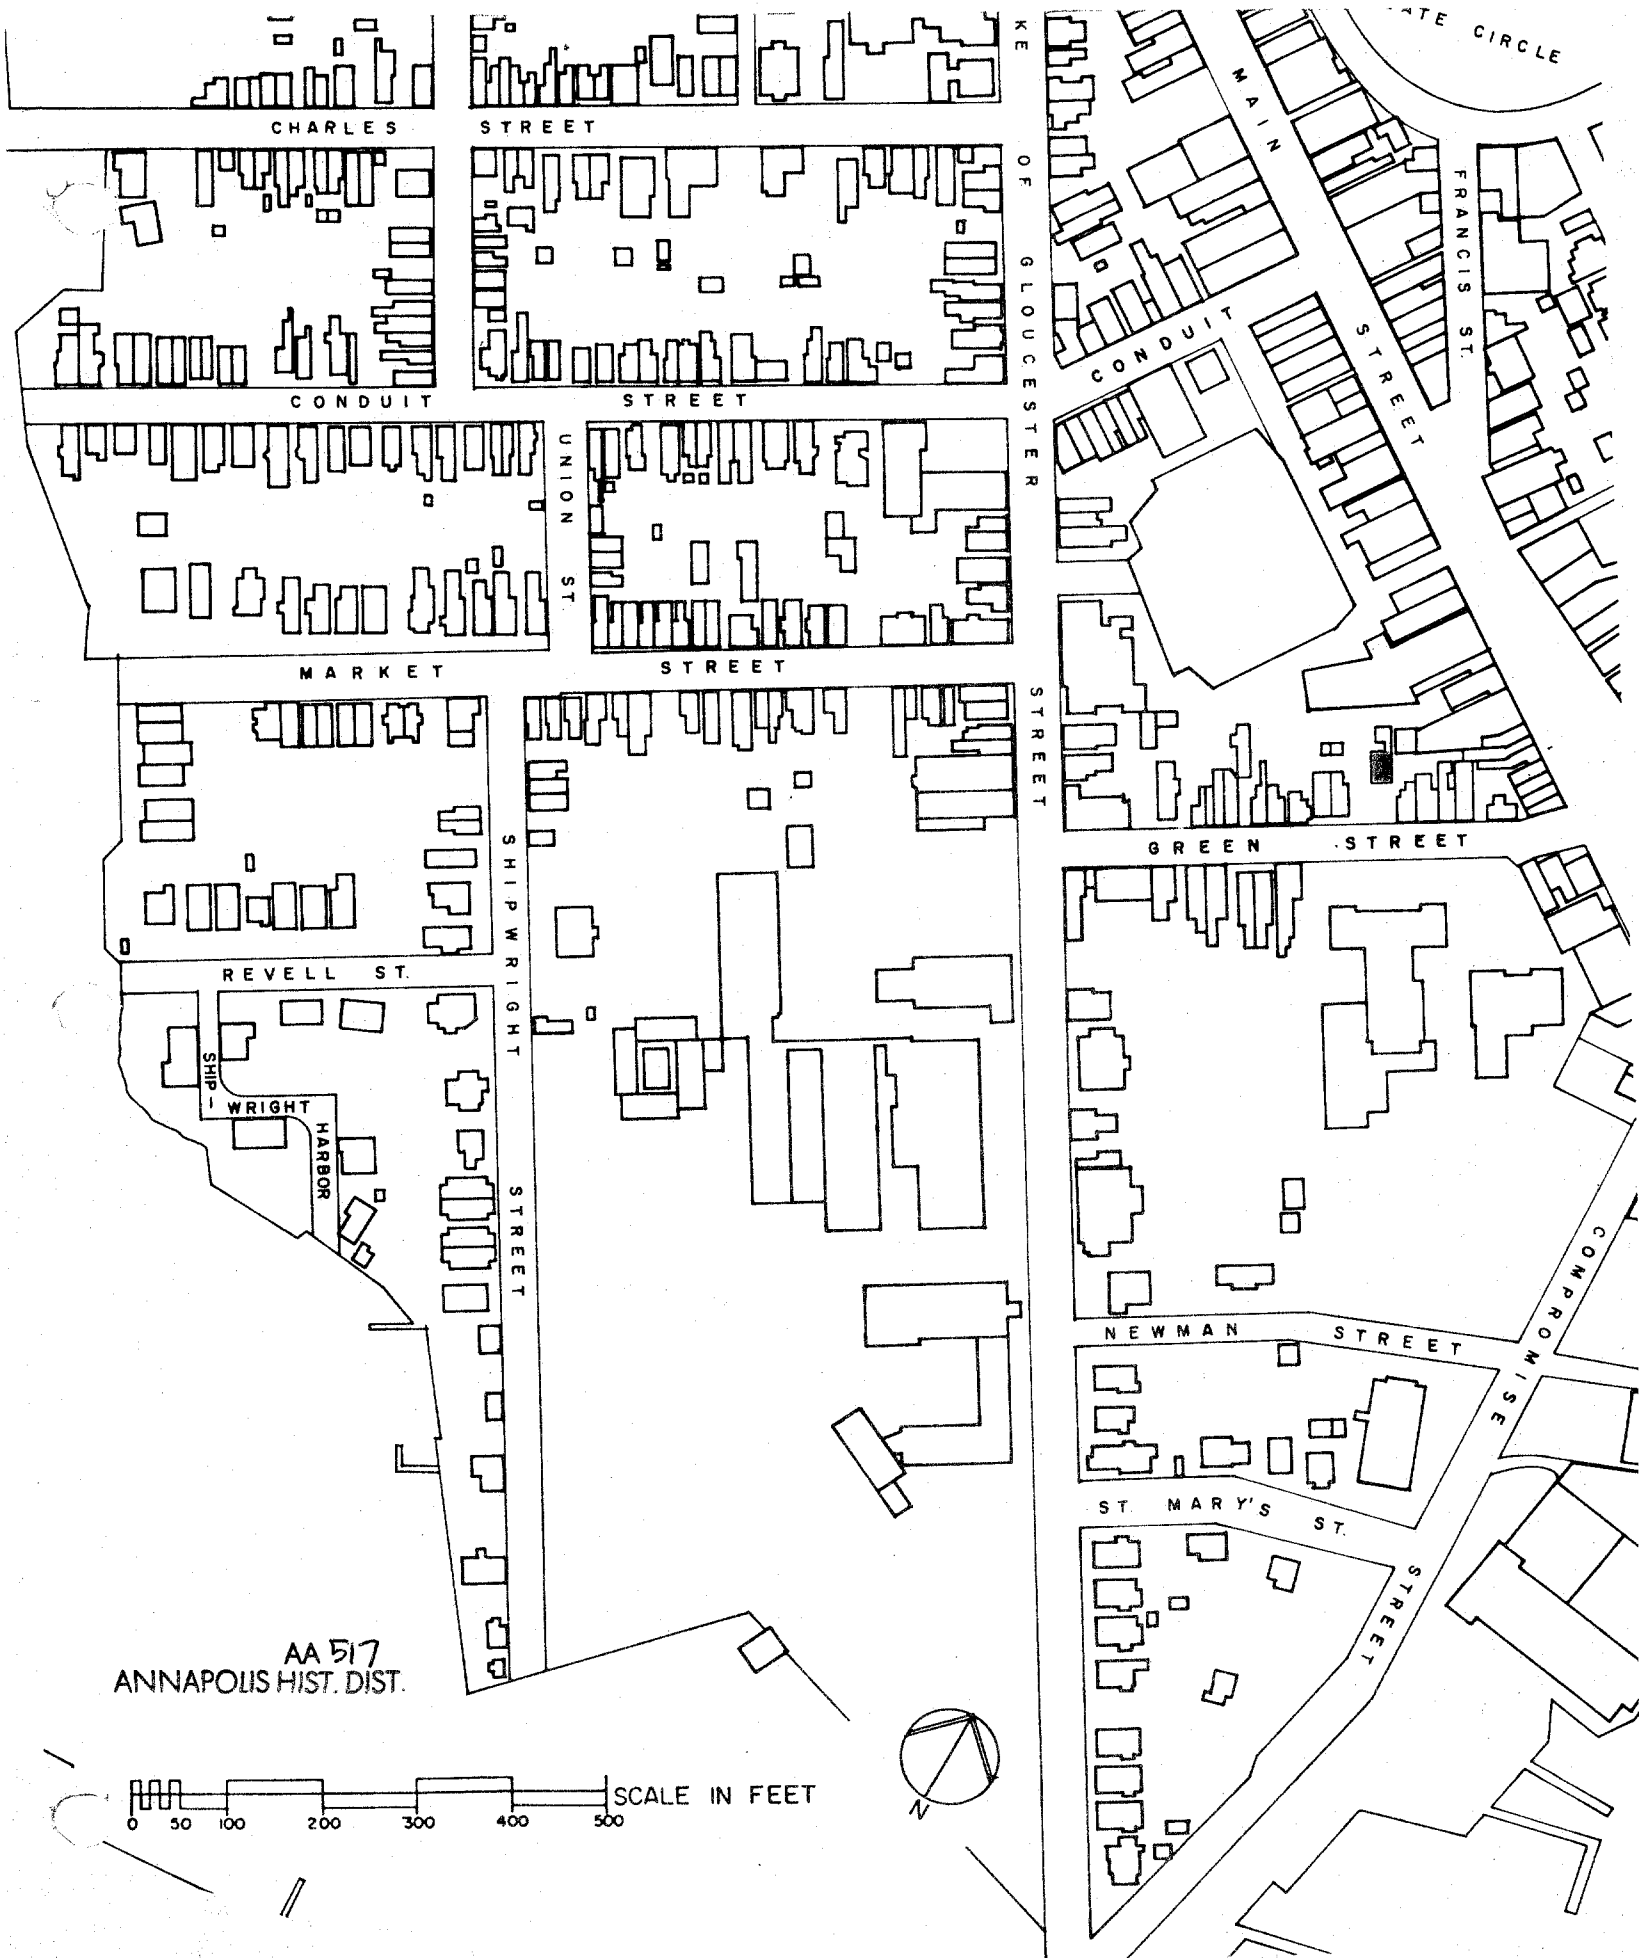 ATE CIRCLE
KE OF GLOUCESTER STREET
MAIN STREET
CHARLES STREET
FRANCIS ST.
CONDUIT
CONDUIT STREET
UNION ST.
MARKET STREET
GREEN STREET
SHIPWRIGHT STREET
REVELL ST.
SHIP-
WRIGHT
HARBOR
COMPROMISE STREET
NEWMAN STREET
ST. MARY'S ST.
AA 517
ANNAPOLIS HIST. DIST.
N
SCALE IN FEET
0 50 100 200 300 400 500